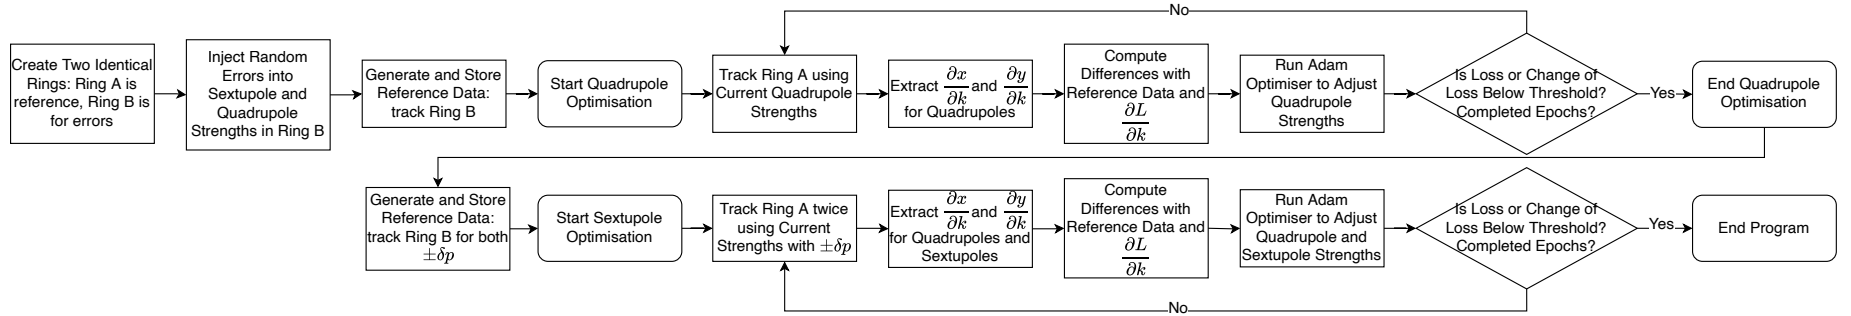 No
Create Two Identical
Rings: Ring A is
reference, Ring B is
for errors
Inject Random
Errors into
Sextupole and
Quadrupole
Strengths in Ring B
Generate and Store
Reference Data:
track Ring B
Start Quadrupole
Optimisation
Track Ring A using
Current Quadrupole
Strengths
Extract ∂x/∂k and ∂y/∂k
for Quadrupoles
Compute
Differences with
Reference Data and
∂L/∂k
Run Adam
Optimiser to Adjust
Quadrupole
Strengths
Is Loss or Change of
Loss Below Threshold?
Completed Epochs?
Yes
End Quadrupole
Optimisation
Generate and Store
Reference Data:
track Ring B for both
±δp
Start Sextupole
Optimisation
Track Ring A twice
using Current
Strengths with ±δp
Extract ∂x/∂k and ∂y/∂k
for Quadrupoles and
Sextupoles
Compute
Differences with
Reference Data and
∂L/∂k
Run Adam
Optimiser to Adjust
Quadrupole and
Sextupole Strengths
Is Loss or Change of
Loss Below Threshold?
Completed Epochs?
Yes
End Program
No